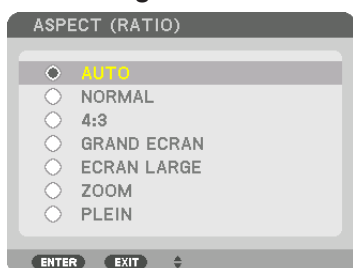 ASPECT (RATIO)
AUTO
NORMAL
4:3
GRAND ECRAN
ECRAN LARGE
ZOOM
PLEIN
ENTER EXIT